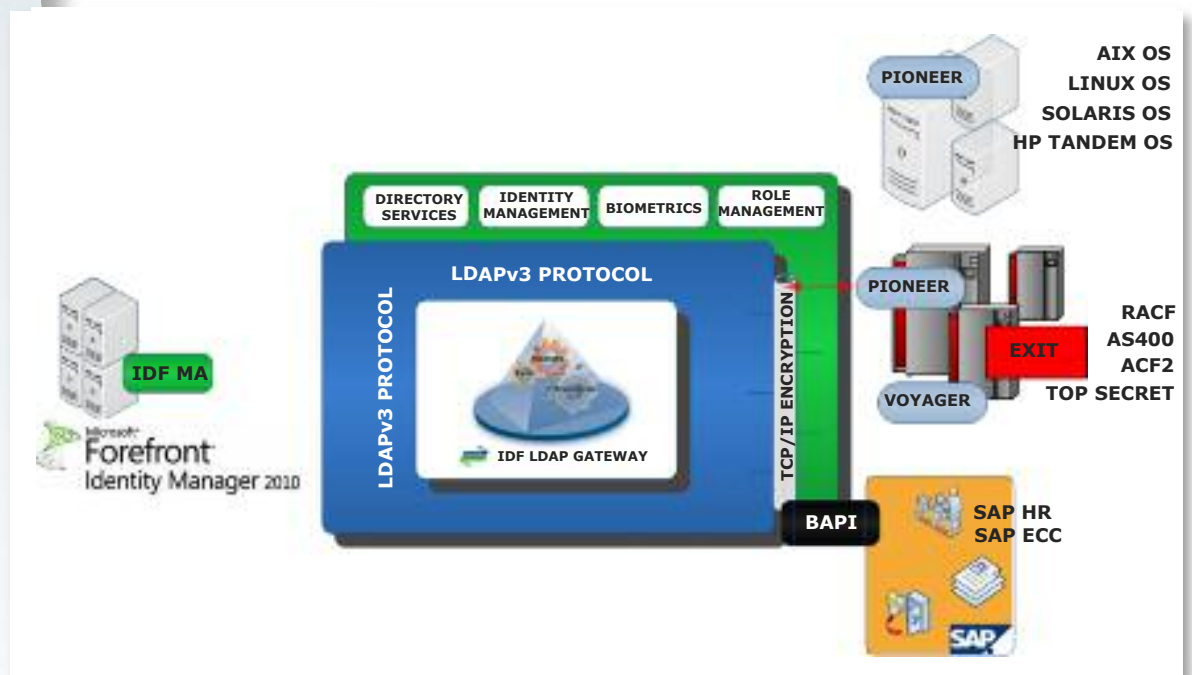 PIONEER
AIX OS
LINUX OS
SOLARIS OS
HP TANDEM OS
DIRECTORY
SERVICES
IDENTITY
MANAGEMENT
BIOMETRICS
ROLE
MANAGEMENT
LDAPv3 PROTOCOL
LDAPv3 PROTOCOL
IDF LDAP GATEWAY
TCP/IP ENCRYPTION
PIONEER
EXIT
VOYAGER
RACF
AS400
ACF2
TOP SECRET
IDF MA
Microsoft
Forefront
Identity Manager 2010
BAPI
SAP HR
SAP ECC
SAP